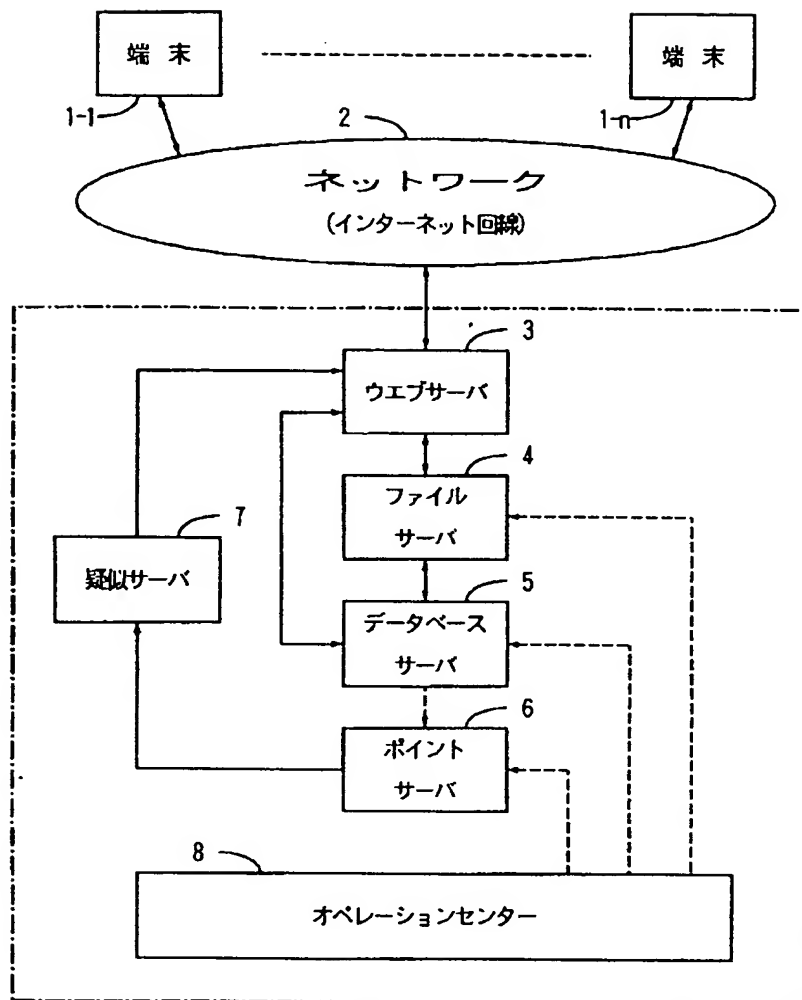 端 末
端 末
1-1
2
1-n
ネットワーク
(インターネット回線)
3
ウエブサーバ
4
ファイル
サーバ
7
疑似サーバ
5
データベース
サーバ
6
ポイント
サーバ
8
オペレーションセンター